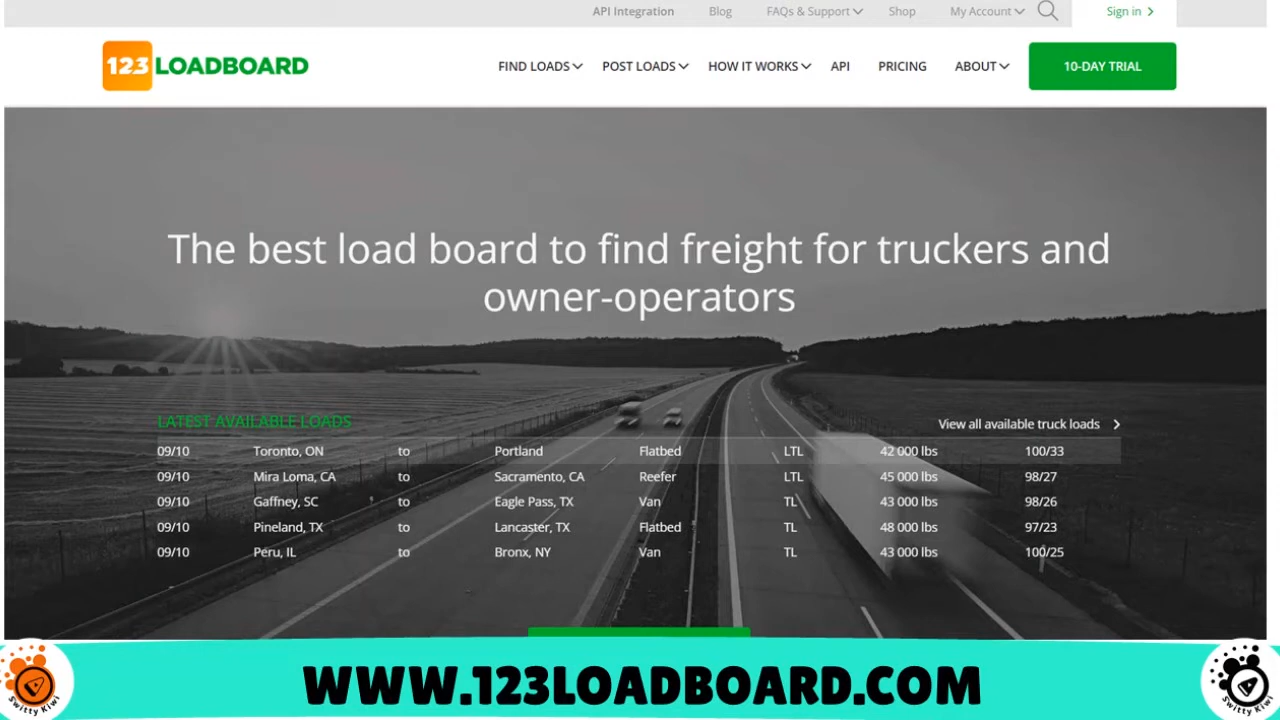 API Integration Blog FAQs & Support Shop My Account Sign in
123 LOADBOARD FIND LOADS POST LOADS HOW IT WORKS API PRICING ABOUT 10-DAY TRIAL
The best load board to find freight for truckers and
owner-operators
LATEST AVAILABLE LOADS View all available truck loads
09/10 Toronto, ON to Portland Flatbed LTL 42 000 lbs 100/33
09/10 Mira Loma, CA to Sacramento, CA Reefer LTL 45 000 lbs 98/27
09/10 Gaffney, SC to Eagle Pass, TX Van TL 43 000 lbs 98/26
09/10 Pineland, TX to Lancaster, TX Flatbed TL 48 000 lbs 97/23
09/10 Peru, IL to Bronx, NY Van TL 43 000 lbs 100/25
WWW.123LOADBOARD.COM
Switty Kiwi
Switty Kiwi